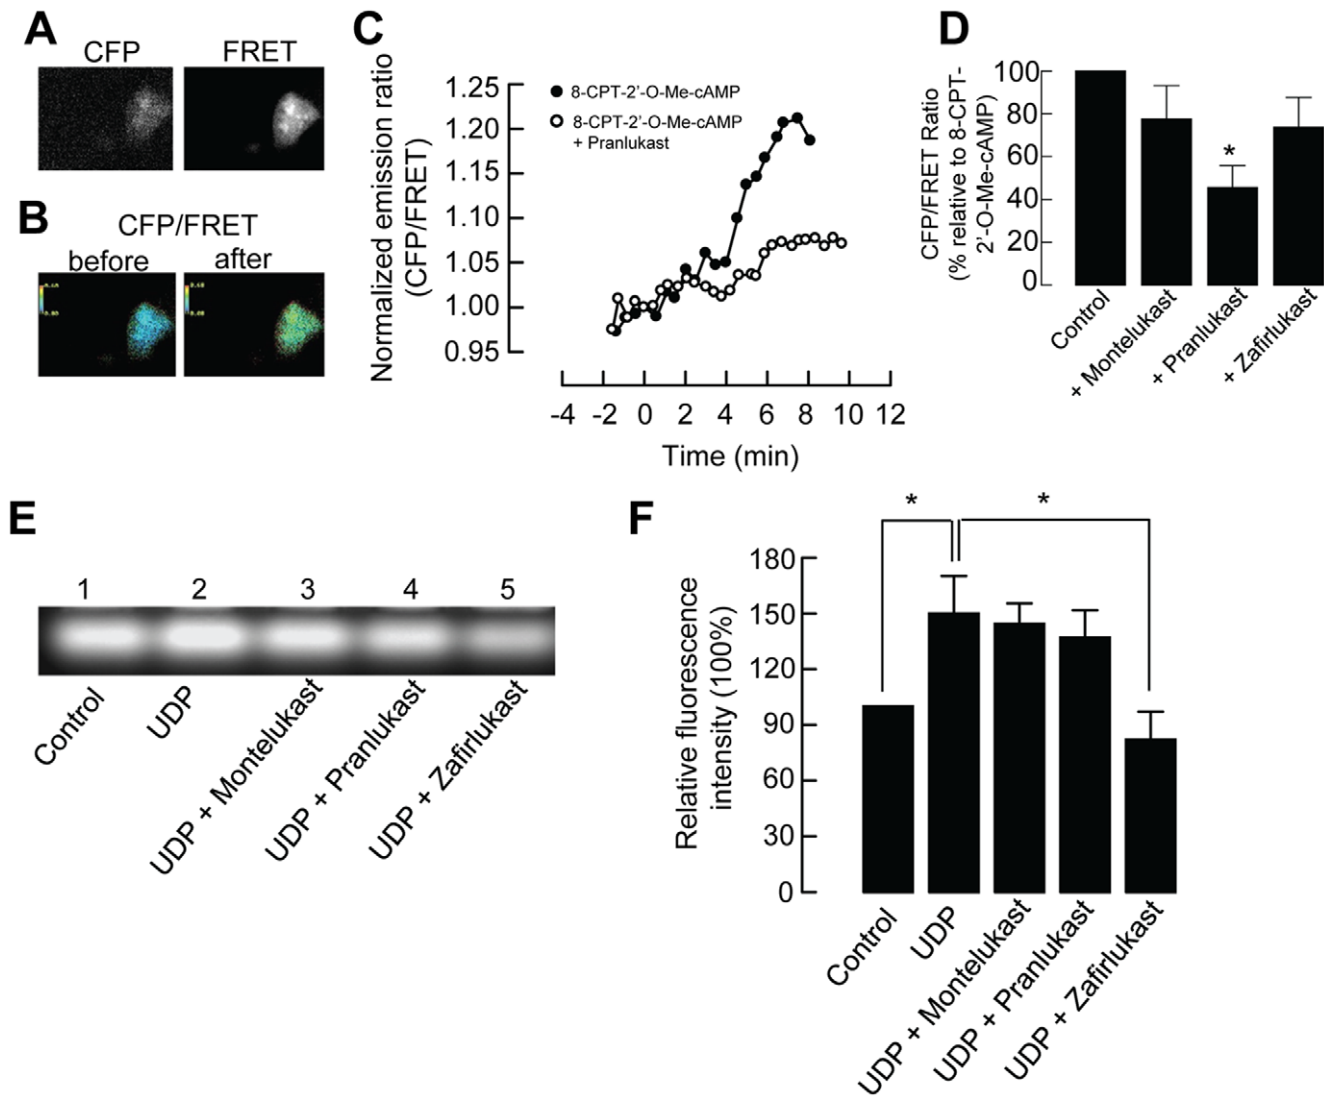 A
CFP
FRET
B
CFP/FRET
before
after
C
Normalized emission ratio
(CFP/FRET)
1.25
1.20
1.15
1.10
1.05
1.00
0.95
8-CPT-2'-O-Me-cAMP
8-CPT-2'-O-Me-cAMP
+ Pranlukast
-4 -2 0 2 4 6 8 10 12
Time (min)
D
CFP/FRET Ratio
(% relative to 8-CPT-
2'-O-Me-cAMP)
100
80
60
40
20
0
*
Control
+ Montelukast
+ Pranlukast
+ Zafirlukast
E
1 2 3 4 5
Control
UDP
UDP + Montelukast
UDP + Pranlukast
UDP + Zafirlukast
F
* *
Relative fluorescence
intensity (100%)
180
150
120
90
60
30
0
Control
UDP
UDP + Montelukast
UDP + Pranlukast
UDP + Zafirlukast